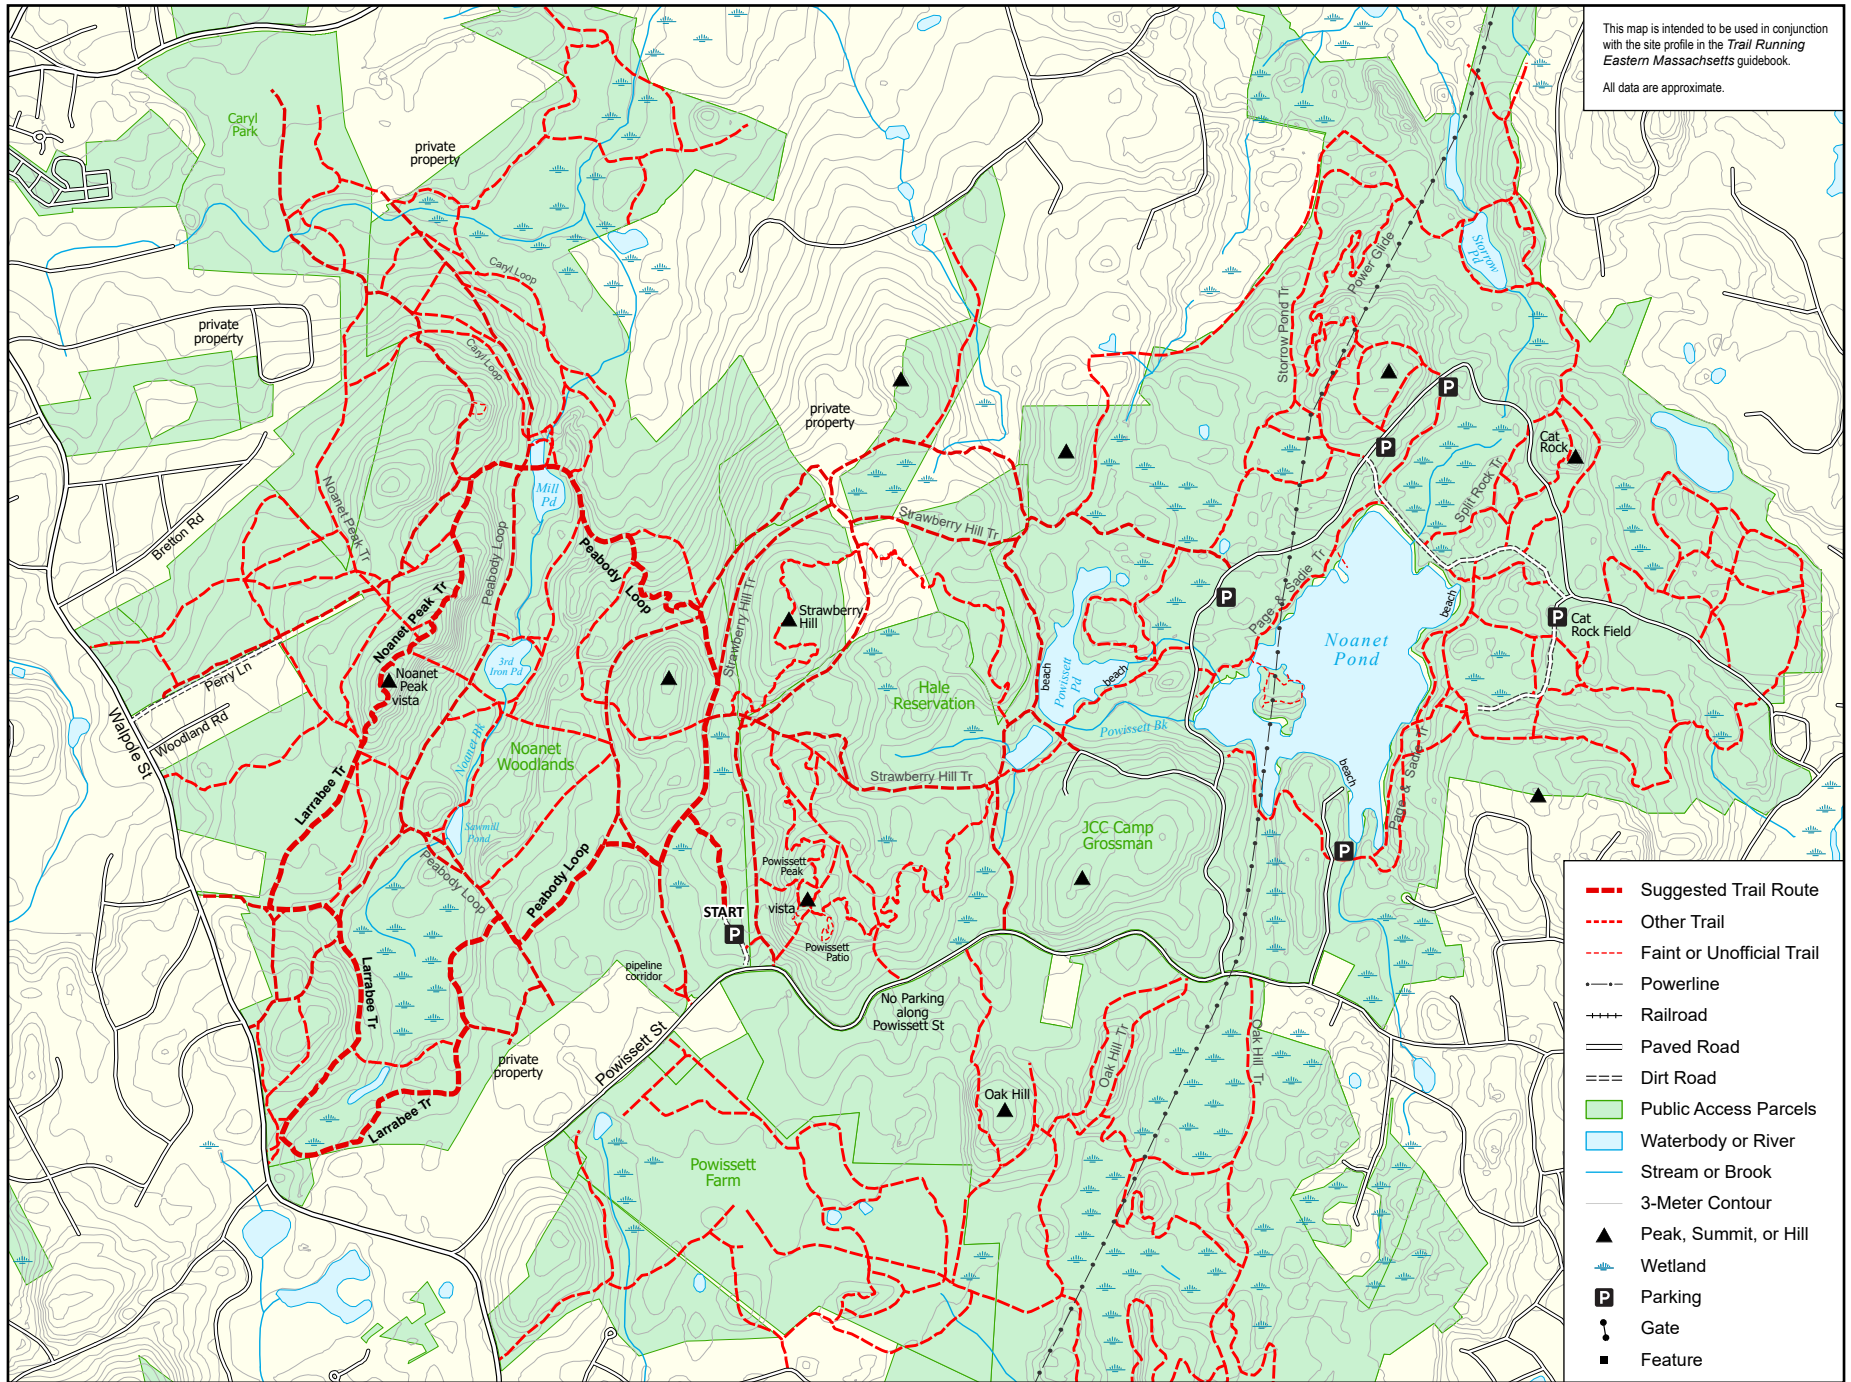 This map is intended to be used in conjunction
with the site profile in the Trail Running
Eastern Massachsetts guidebook.
All data are approximate.
Caryl
Park
private
property
Caryl Loop
Storrow
Pd
Power Glide
Storrow Pond Tr
private
property
Caryl Loop
private
property
Cat
Rock
Mill
Pd
Noanet Peak Tr
Bretton Rd
Peabody Loop
Strawberry Hill Tr
Split Rock Tr
Peabody Loop
Page & Sadie Tr
Noanet Peak Tr
Strawberry Hill Tr
Strawberry
Hill
beach
Cat
Rock Field
Noanet
Pond
3rd
Iron Pd
Perry Ln
Noanet
Peak
vista
beach
Powissett
Pd
beach
Hale
Reservation
Walpole St
Woodland Rd
Noanet Bk
Noanet
Woodlands
Powissett Bk
Larrabee Tr
Strawberry Hill Tr
beach
Page & Sadie Tr
Sawmill
Pond
JCC Camp
Grossman
Peabody Loop
Peabody Loop
Powissett
Peak
vista
START
P
Powissett
Patio
pipeline
corridor
Larrabee Tr
No Parking
along
Powissett St
private
property
Powissett St
Oak Hill Tr
Oak Hill Tr
Oak Hill
Larrabee Tr
Powissett
Farm
P
P
P
P
P
Suggested Trail Route
Other Trail
Faint or Unofficial Trail
Powerline
Railroad
Paved Road
Dirt Road
Public Access Parcels
Waterbody or River
Stream or Brook
3-Meter Contour
Peak, Summit, or Hill
Wetland
P Parking
Gate
Feature